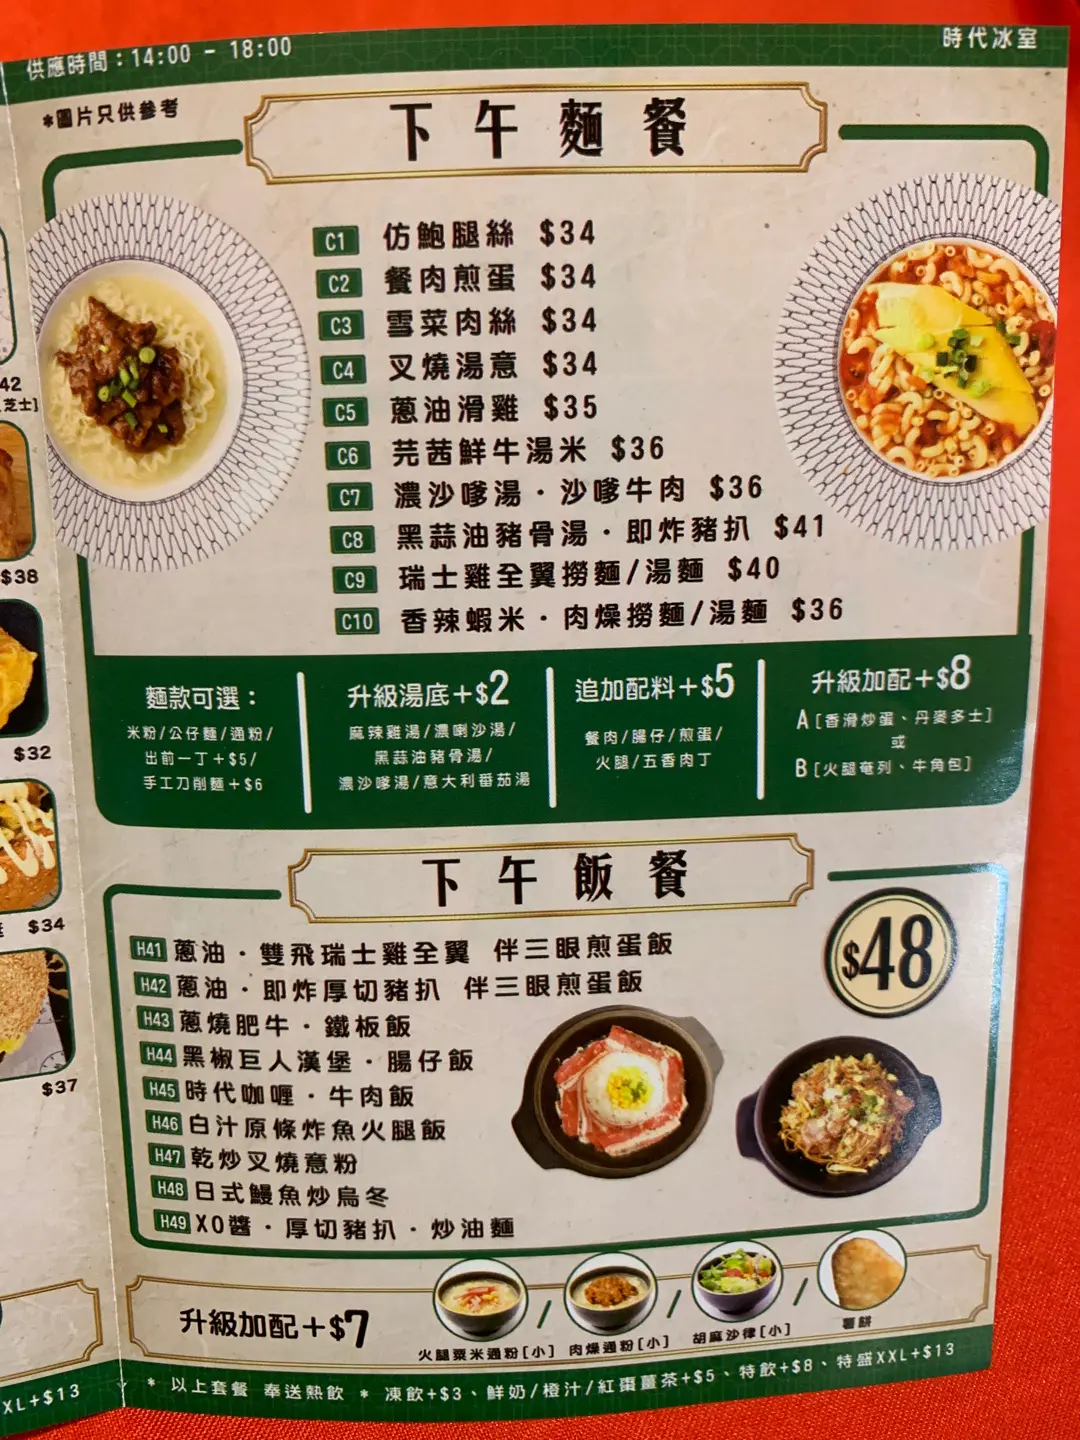 供應時間：14:00 - 18:00
時代冰室
*圖片只供參考
下午麵餐
C1 仿鮑腿絲 $34
C2 餐肉煎蛋 $34
C3 雪菜肉絲 $34
C4 叉燒湯意 $34
C5 蔥油滑雞 $35
C6 芫茜鮮牛湯米 $36
C7 濃沙嗲湯·沙嗲牛肉 $36
C8 黑蒜油豬骨湯·即炸豬扒 $41
C9 瑞士雞全翼撈麵/湯麵 $40
C10 香辣蝦米·肉燥撈麵/湯麵 $36
麵款可選：
米粉/公仔麵/通粉/
出前一丁+$5/
手工刀削麵+$6
升級湯底+$2
麻辣雞湯/濃喇沙湯/
黑蒜油豬骨湯/
濃沙嗲湯/意大利番茄湯
追加配料+$5
餐肉/腸仔/煎蛋/
火腿/五香肉丁
升級加配+$8
A[香滑炒蛋、丹麥多士]
或
B[火腿奄列、牛角包]
下午飯餐
$48
H41 蔥油·雙飛瑞士雞全翼 伴三眼煎蛋飯
H42 蔥油·即炸厚切豬扒 伴三眼煎蛋飯
H43 蔥燒肥牛·鐵板飯
H44 黑椒巨人漢堡·腸仔飯
H45 時代咖喱·牛肉飯
H46 白汁原條炸魚火腿飯
H47 乾炒叉燒意粉
H48 日式鰻魚炒烏冬
H49 XO醬·厚切豬扒·炒油麵
升級加配+$7
火腿粟米通粉[小] / 肉燥通粉[小] / 胡麻沙律[小] / 薯餅
* 以上套餐 奉送熱飲 * 凍飲+$3、鮮奶/橙汁/紅棗薑茶+$5、特飲+$8、特盛XXL+$13
42
芝士]
$38
$32
$34
$37
XL+$13